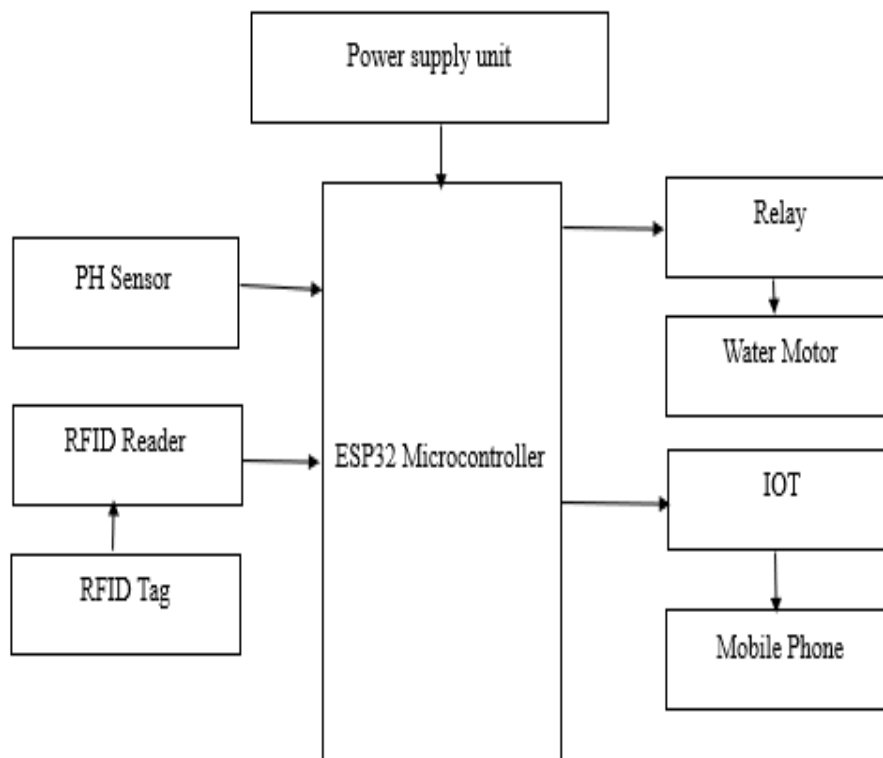 Power supply unit
PH Sensor
RFID Reader
RFID Tag
ESP32 Microcontroller
Relay
Water Motor
IOT
Mobile Phone